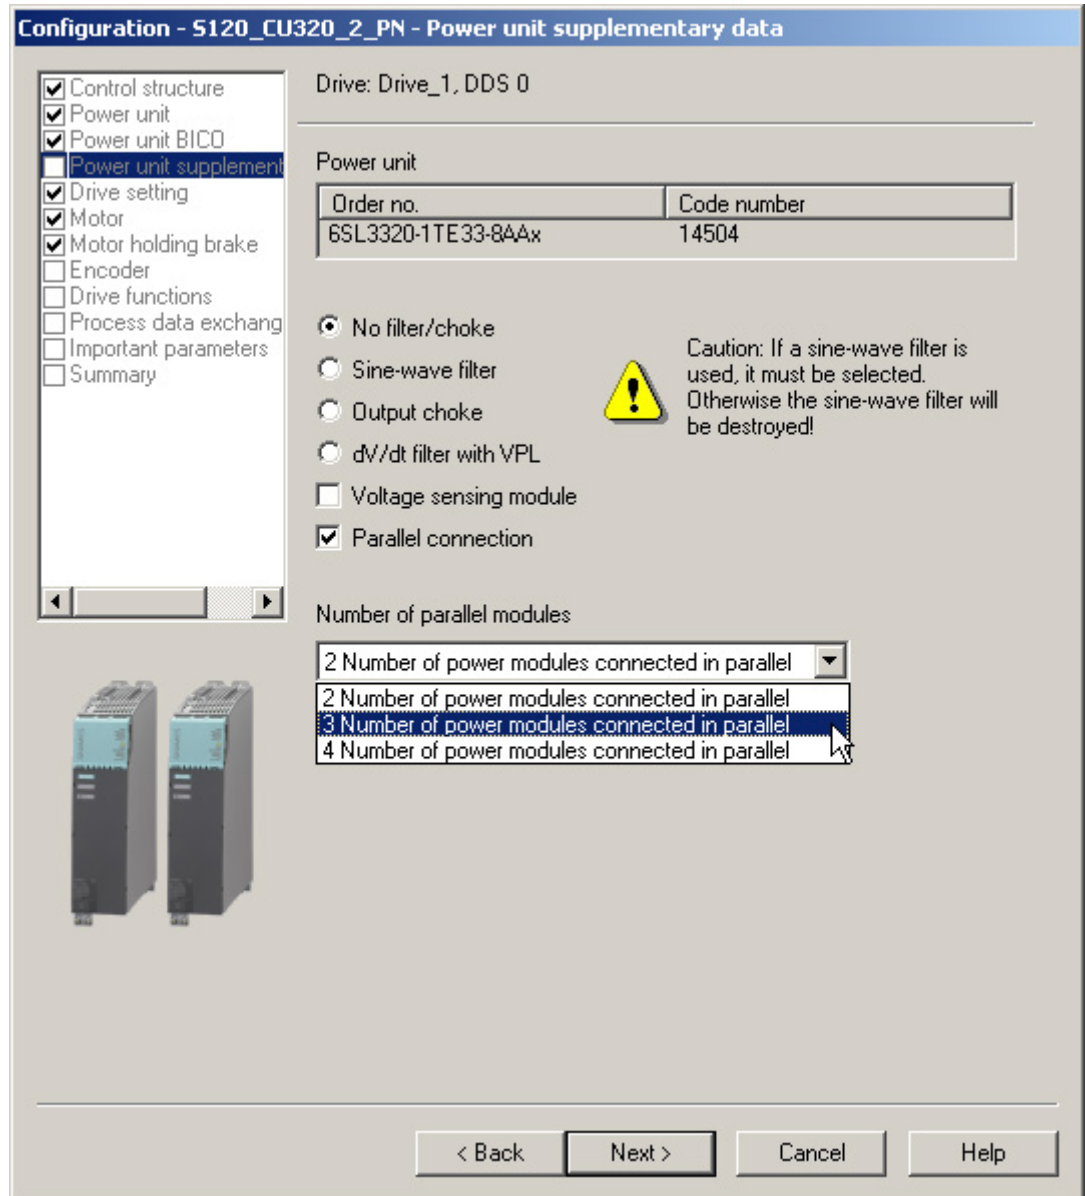 Configuration - S120_CU320_2_PN - Power unit supplementary data
Control structure
Power unit
Power unit BICO
Power unit supplement
Drive setting
Motor
Motor holding brake
Encoder
Drive functions
Process data exchang
Important parameters
Summary
Drive: Drive_1, DDS 0
Power unit
Order no. Code number
6SL3320-1TE33-8AAx 14504
No filter/choke
Sine-wave filter
Output choke
dV/dt filter with VPL
Voltage sensing module
Parallel connection
Caution: If a sine-wave filter is
used, it must be selected.
Otherwise the sine-wave filter will
be destroyed!
Number of parallel modules
2 Number of power modules connected in parallel
2 Number of power modules connected in parallel
3 Number of power modules connected in parallel
4 Number of power modules connected in parallel
< Back Next > Cancel Help